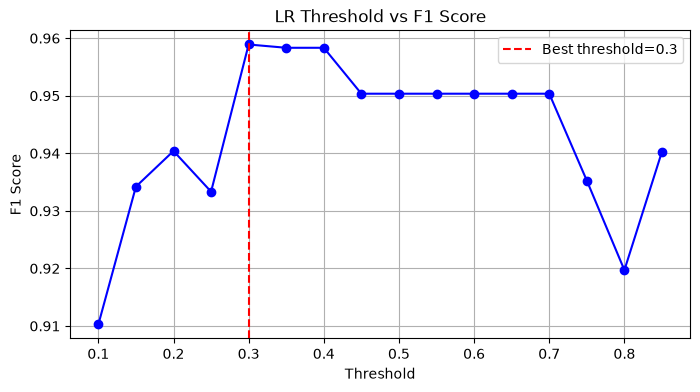 LR Threshold vs F1 Score
Best threshold=0.3
F1 Score
0.96
0.95
0.94
0.93
0.92
0.91
0.1 0.2 0.3 0.4 0.5 0.6 0.7 0.8
Threshold